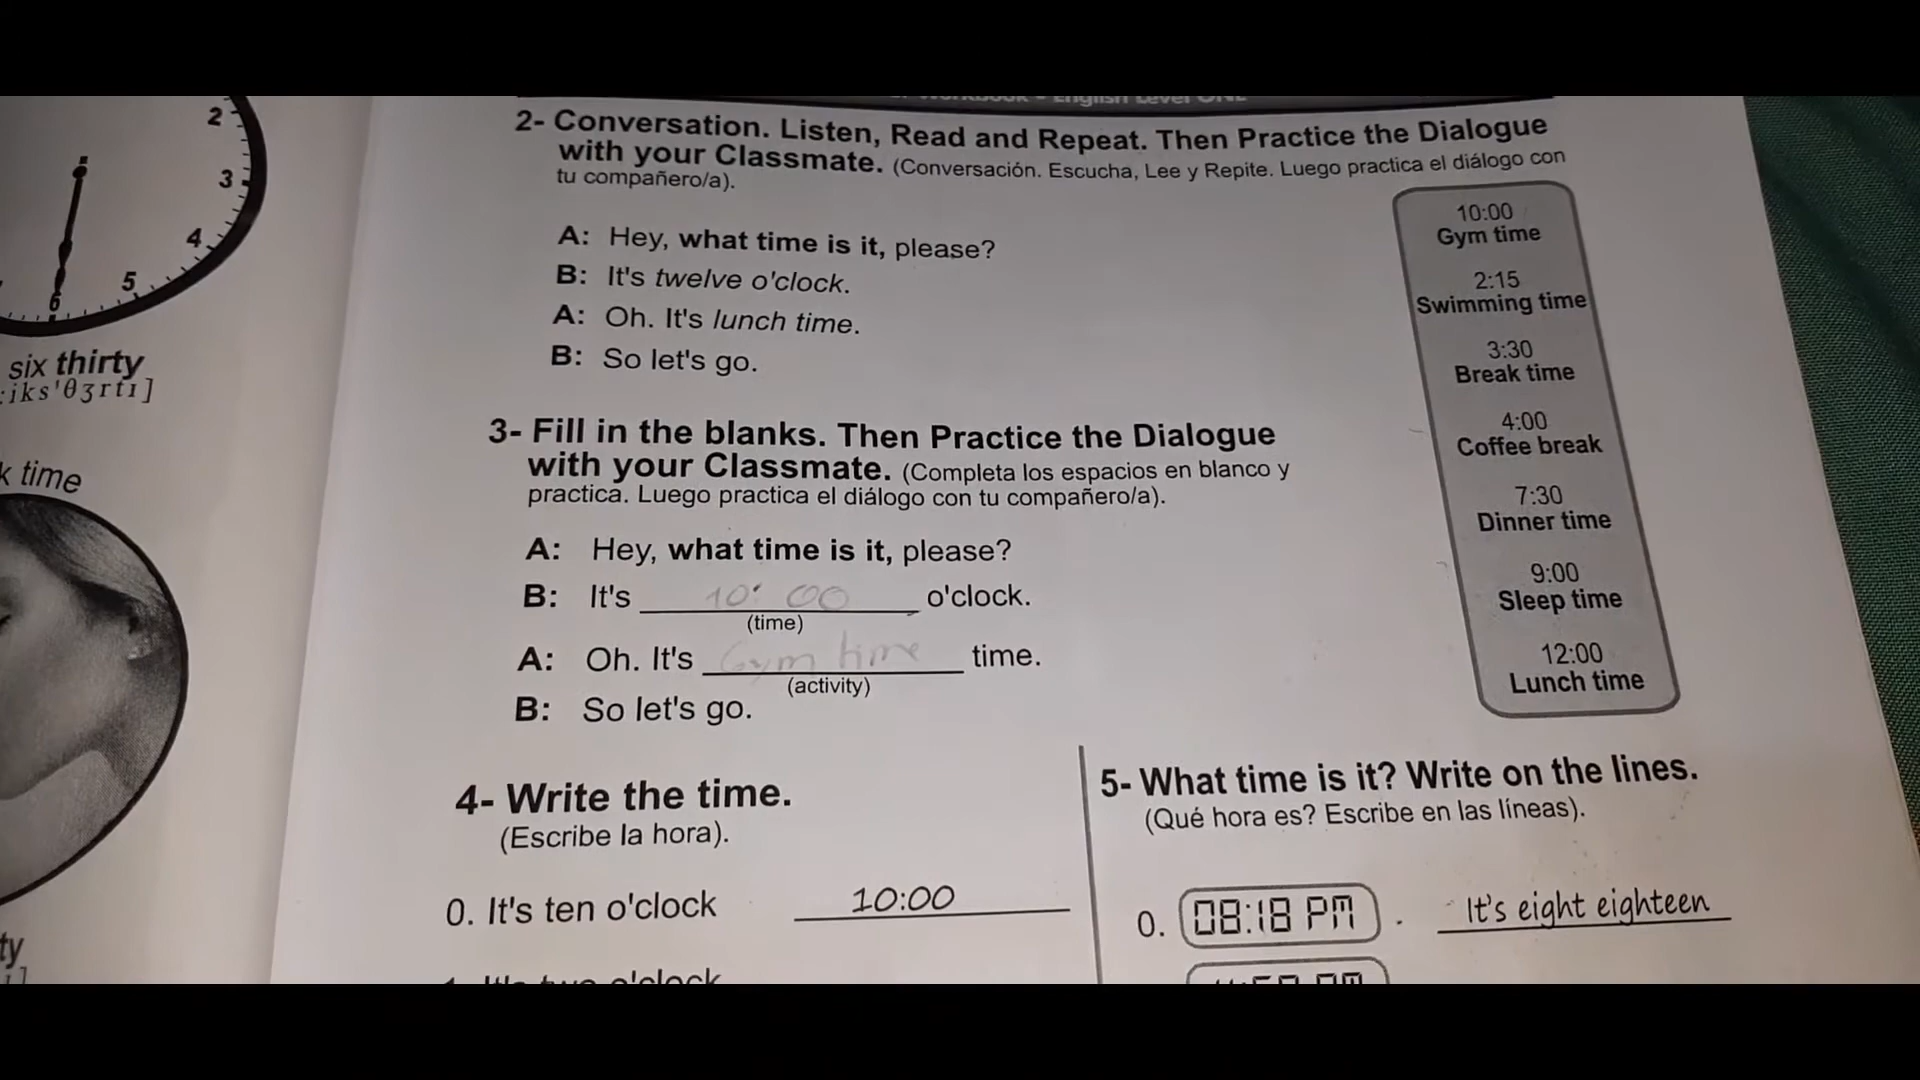 Workbook - English Level ONE
2- Conversation. Listen, Read and Repeat. Then Practice the Dialogue
with your Classmate. (Conversación. Escucha, Lee y Repite. Luego practica el diálogo con
tu compañero/a).
A: Hey, what time is it, please?
B: It's twelve o'clock.
A: Oh. It's lunch time.
B: So let's go.
10:00
Gym time
2:15
Swimming time
3:30
Break time
4:00
Coffee break
7:30
Dinner time
9:00
Sleep time
12:00
Lunch time
3- Fill in the blanks. Then Practice the Dialogue
with your Classmate. (Completa los espacios en blanco y
practica. Luego practica el diálogo con tu compañero/a).
A: Hey, what time is it, please?
B: It's 10:00 o'clock.
(time)
A: Oh. It's Gym time time.
(activity)
B: So let's go.
4- Write the time.
(Escribe la hora).
0. It's ten o'clock 10:00
5- What time is it? Write on the lines.
(Qué hora es? Escribe en las líneas).
0. 08:18 PM . It's eight eighteen
2
3
4
5
6
six thirty
time
ty